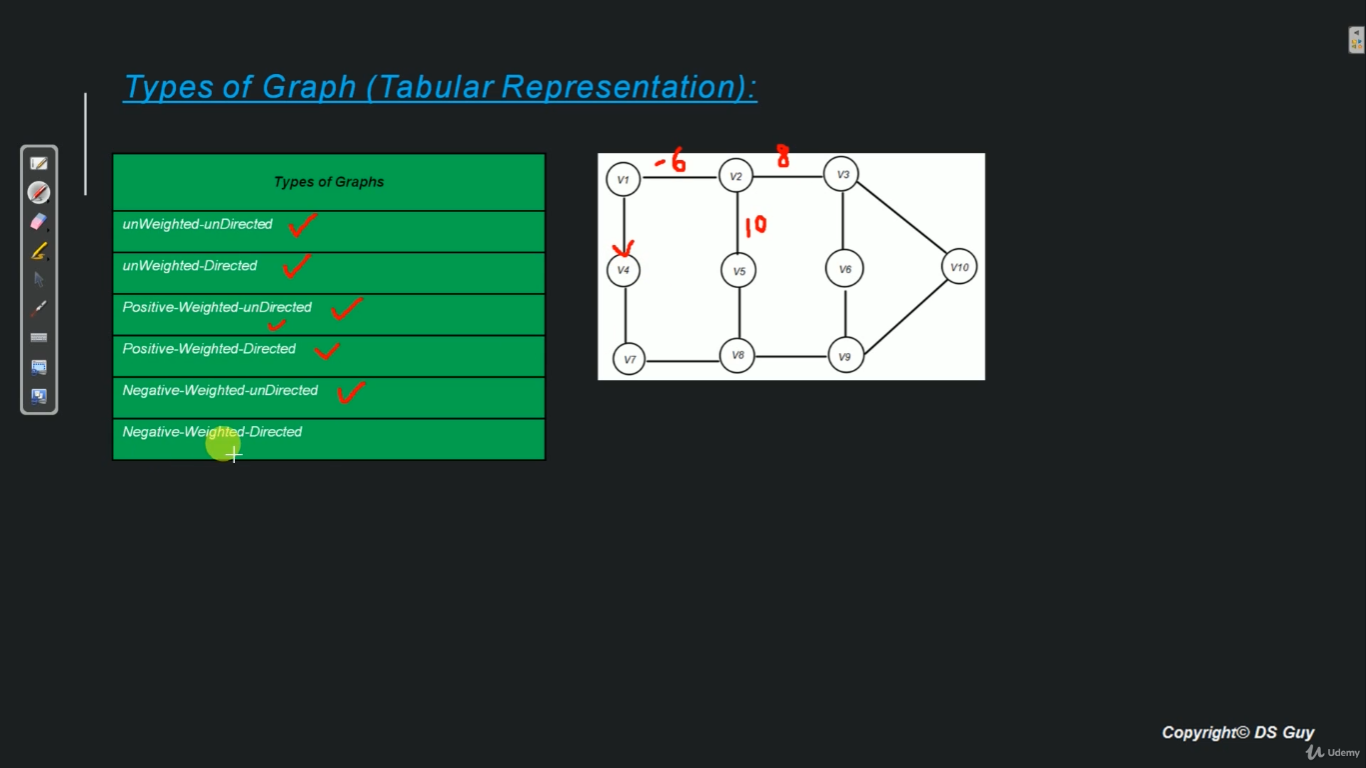 Types of Graph (Tabular Representation):
Types of Graphs
unWeighted-unDirected
unWeighted-Directed
Positive-Weighted-unDirected
Positive-Weighted-Directed
Negative-Weighted-unDirected
Negative-Weighted-Directed
-6 8
V1 V2 V3
10
V4 V5 V6 V10
V7 V8 V9
Copyright© DS Guy
Udemy